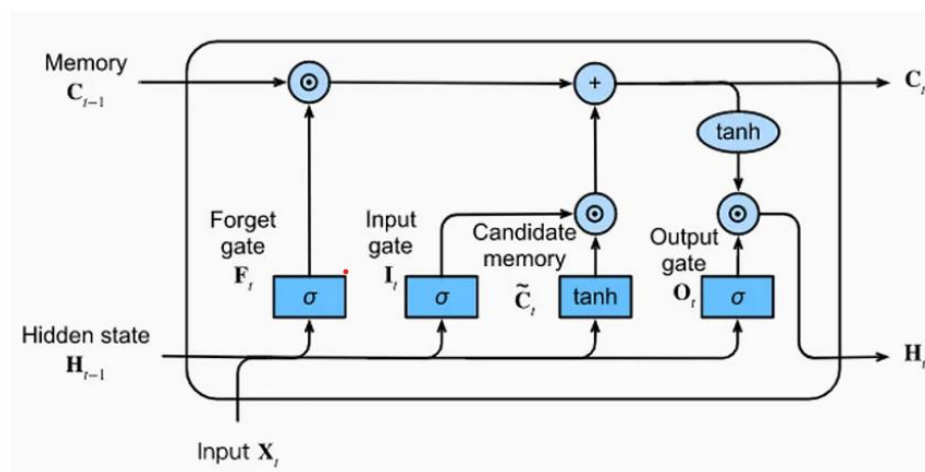 Memory
C_{t-1}
⊙
+
C_t
tanh
Forget
gate
F_t
σ
Input
gate
I_t
σ
Candidate
memory
C̃_t
tanh
⊙
Output
gate
O_t
σ
⊙
Hidden state
H_{t-1}
H_t
Input X_t